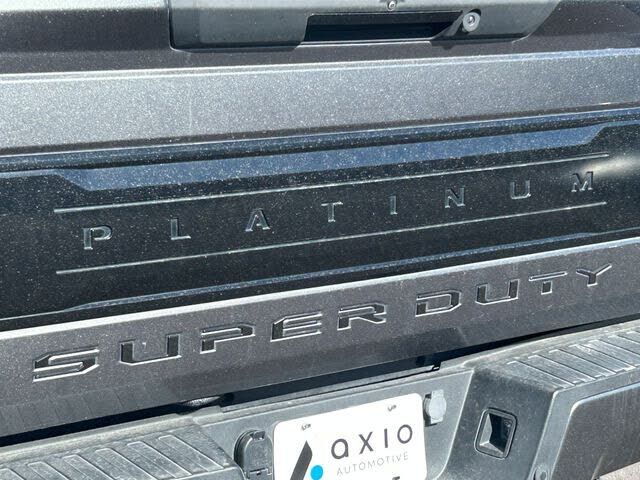 PLATINUM
SUPER DUTY
axio
AUTOMOTIVE